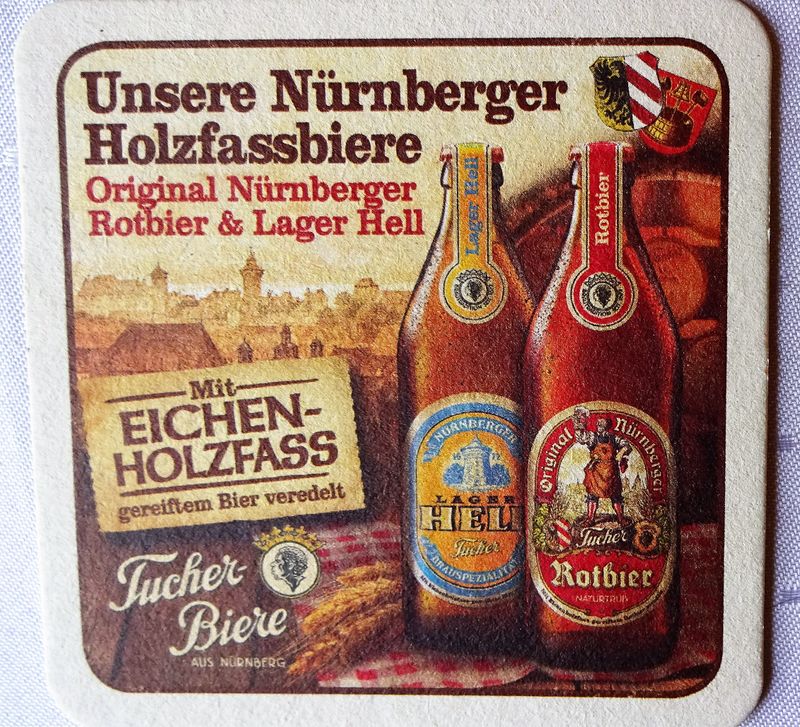 Unsere Nürnberger
Holzfassbiere
Original Nürnberger
Rotbier & Lager Hell
Lager Hell
Rotbier
Mit
EICHEN-
HOLZFASS
gereiftem Bier veredelt
Tucher-
Biere
AUS NÜRNBERG
NÜRNBERGER
LAGER
HELL
Tucher
BRAUSPEZIALITÄT
Original Nürnberger
Tucher
Rotbier
NATURTRÜB